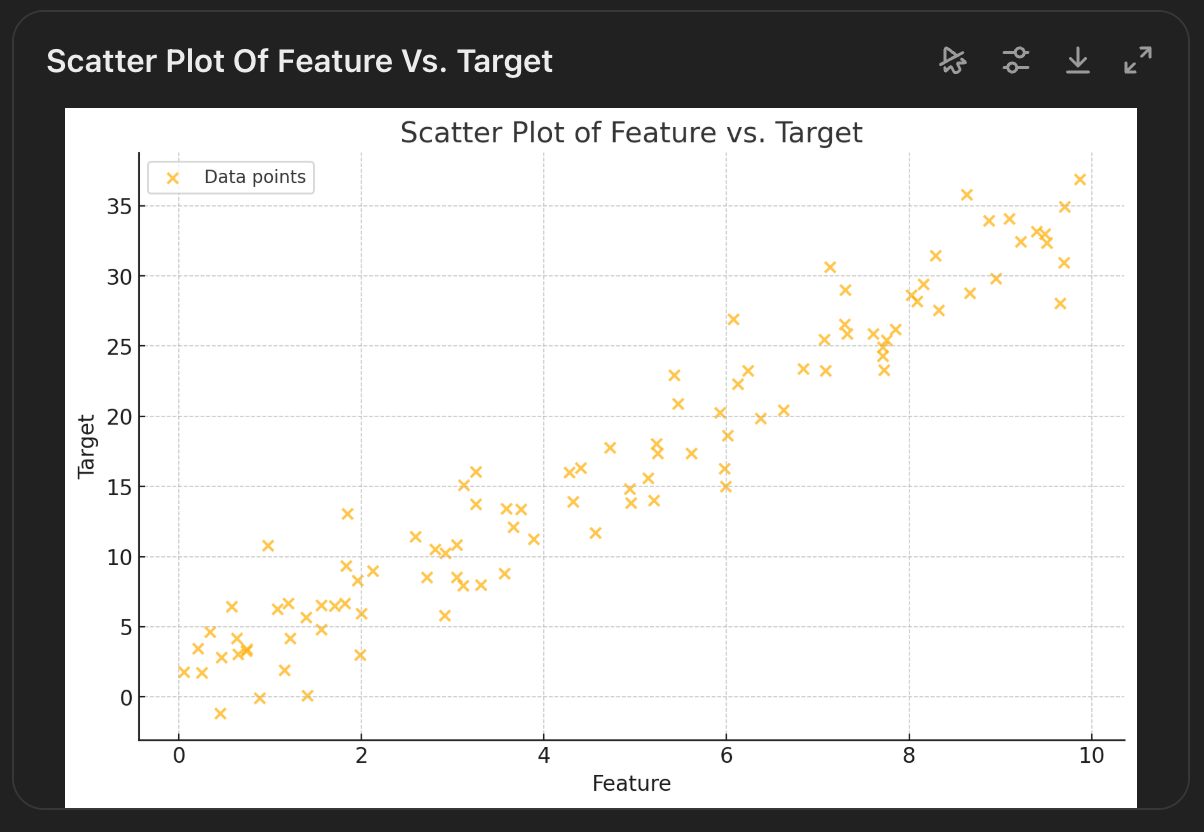 Scatter Plot Of Feature Vs. Target
Scatter Plot of Feature vs. Target
Data points
35
30
25
20
15
10
5
0
Target
0 2 4 6 8 10
Feature